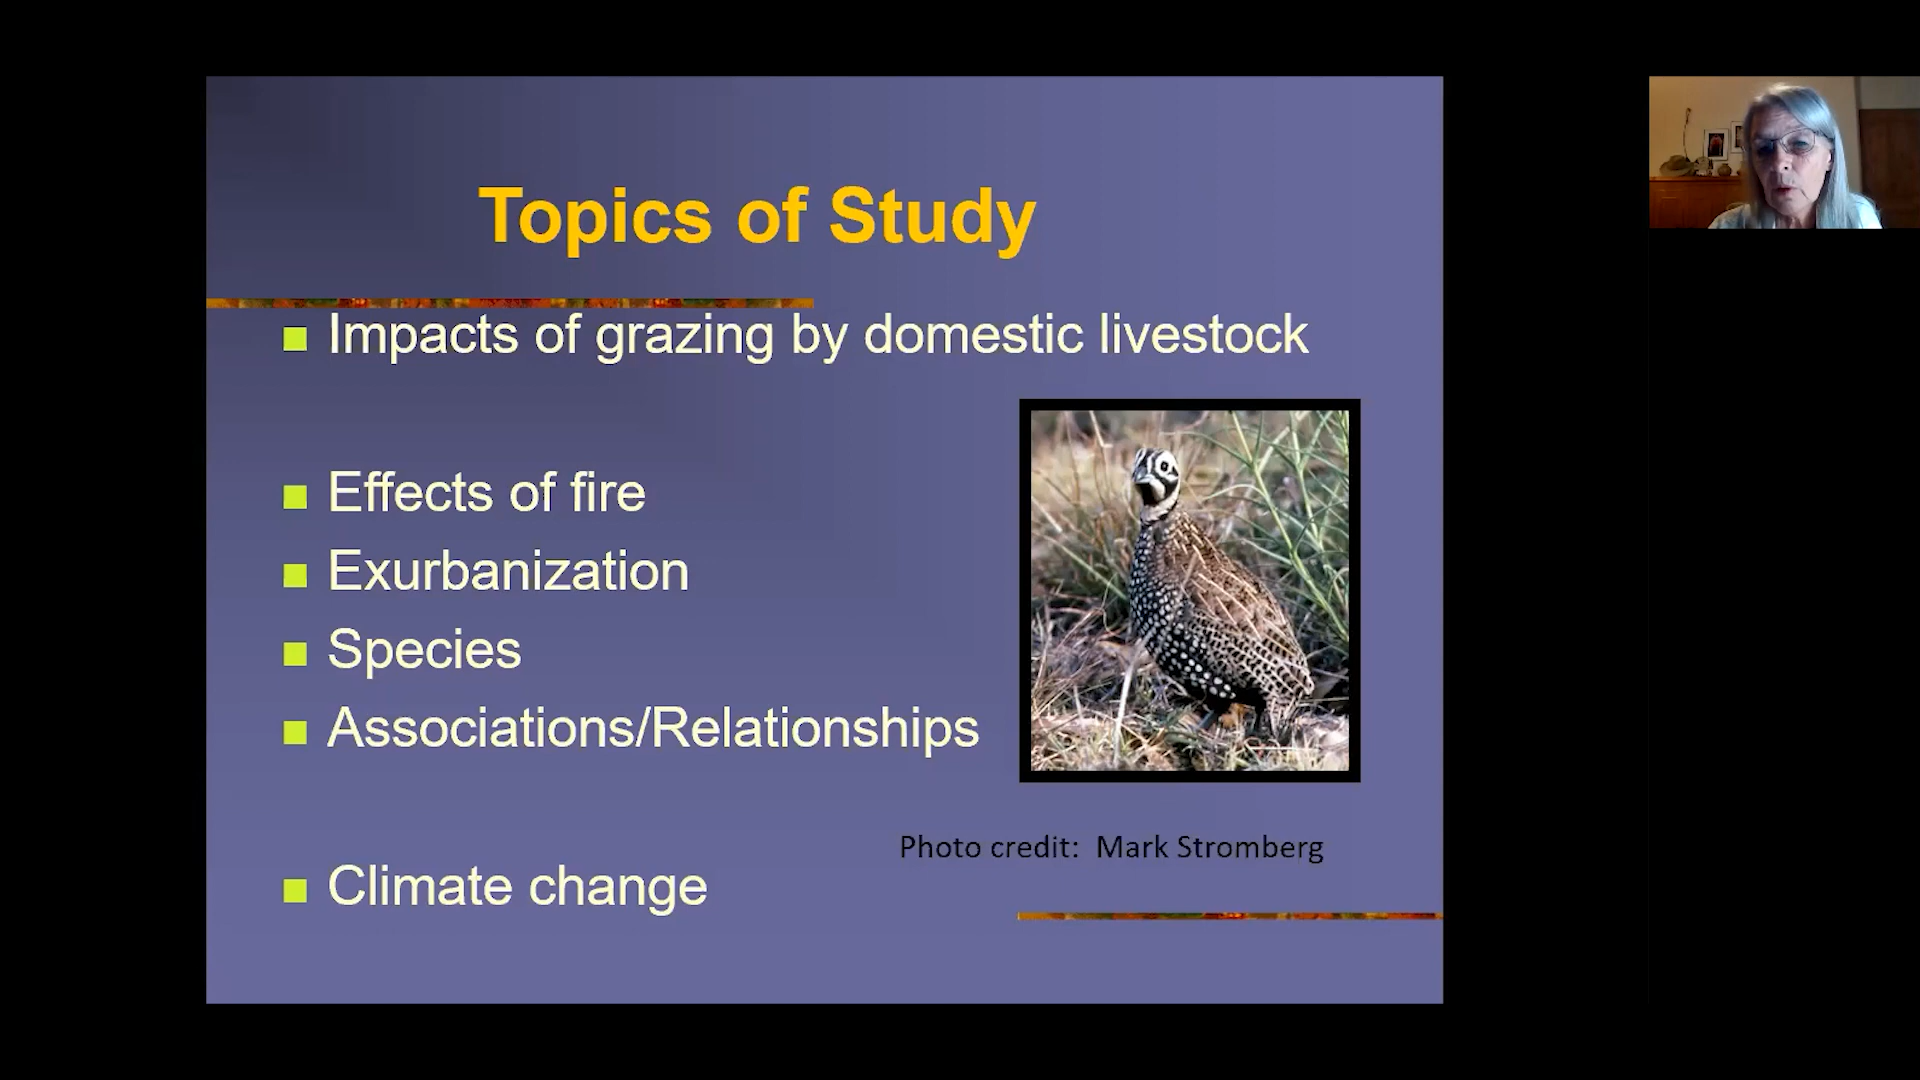 Topics of Study
Impacts of grazing by domestic livestock
Effects of fire
Exurbanization
Species
Associations/Relationships
Photo credit: Mark Stromberg
Climate change